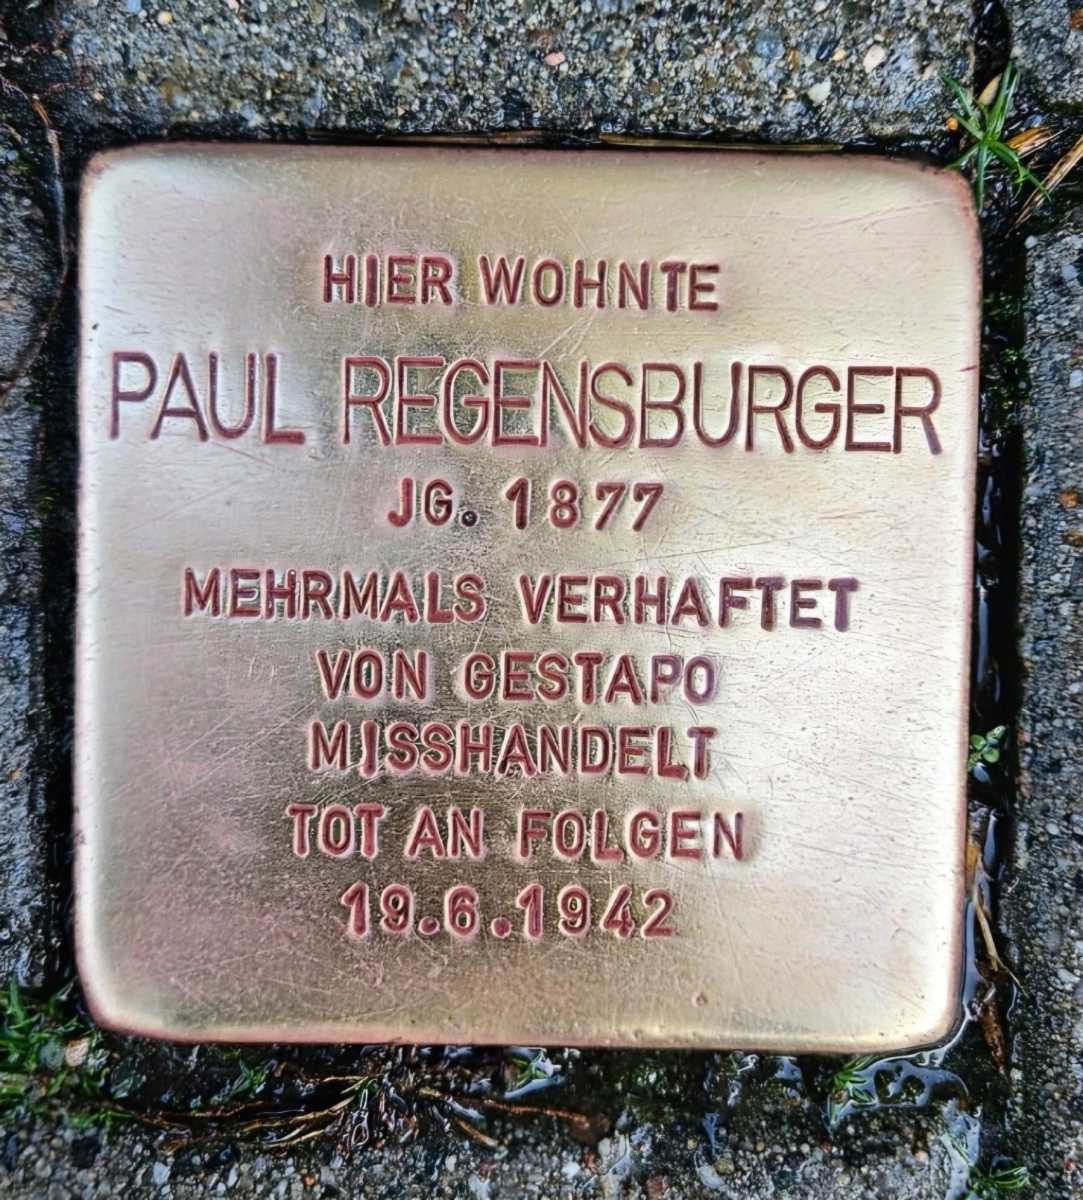 HIER WOHNTE
PAUL REGENSBURGER
JG. 1877
MEHRMALS VERHAFTET
VON GESTAPO
MISSHANDELT
TOT AN FOLGEN
19.6.1942